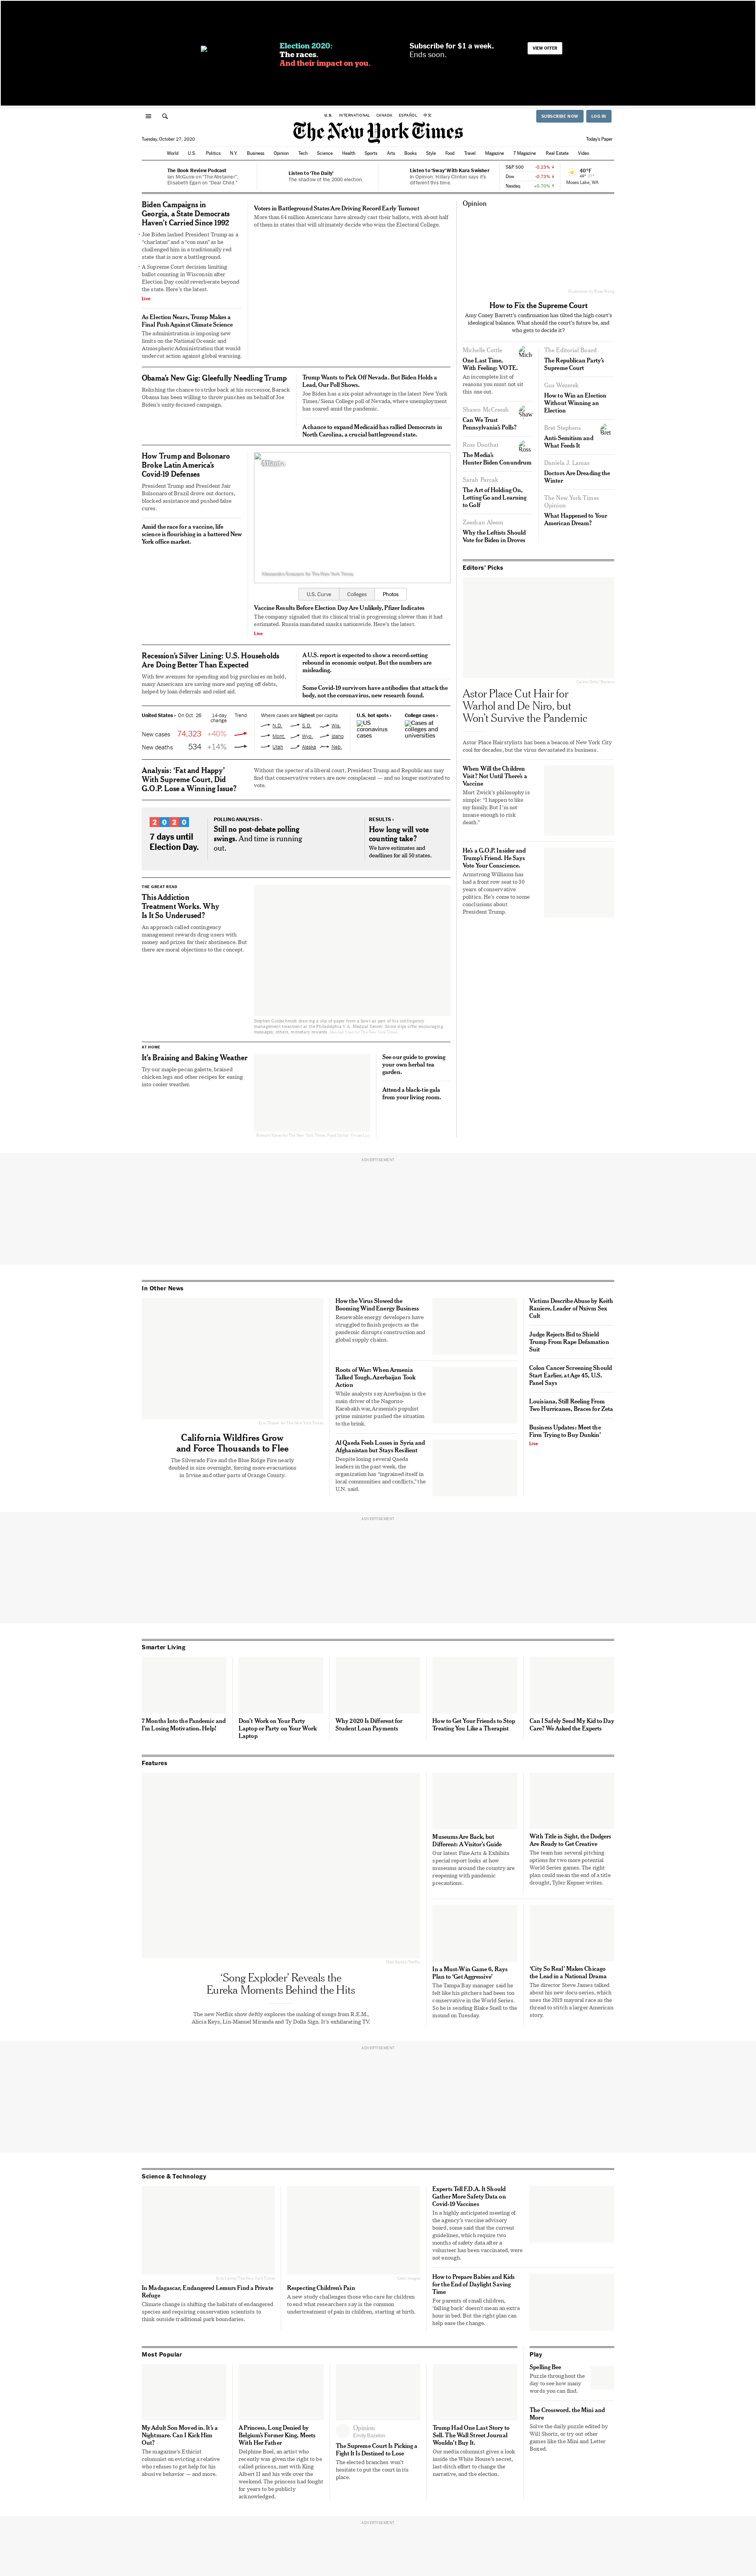 Election 2020:
The races.
And their impact on you.
Subscribe for $1 a week.
Ends soon.
VIEW OFFER
U.S. INTERNATIONAL CANADA ESPAÑOL 中文
SUBSCRIBE NOW LOG IN
The New York Times
Tuesday, October 27, 2020
Today's Paper
World U.S. Politics N.Y. Business Opinion Tech Science Health Sports Arts Books Style Food Travel Magazine T Magazine Real Estate Video
The Book Review Podcast
Ian McGuire on "The Abstainer"; Elisabeth Egan on "Dear Child."
Listen to 'The Daily'
The shadow of the 2000 election.
Listen to 'Sway' With Kara Swisher
In Opinion: Hillary Clinton says it's
different this time.
S&P 500 -0.23%
Dow -0.73%
Nasdaq +0.70%
40°F
Moses Lake, WA
Biden Campaigns in
Georgia, a State Democrats
Haven't Carried Since 1992
Joe Biden lashed President Trump as a
"charlatan" and a "con man" as he
challenged him in a traditionally red
state that is now a battleground.
A Supreme Court decision limiting
ballot counting in Wisconsin after
Election Day could reverberate beyond
the state. Here's the latest.
Live
As Election Nears, Trump Makes a
Final Push Against Climate Science
The administration is imposing new
limits on the National Oceanic and
Atmospheric Administration that would
undercut action against global warming.
Voters in Battleground States Are Driving Record Early Turnout
More than 64 million Americans have already cast their ballots, with about half
of them in states that will ultimately decide who wins the Electoral College.
Obama's New Gig: Gleefully Needling Trump
Relishing the chance to strike back at his successor, Barack
Obama has been willing to throw punches on behalf of Joe
Biden's unity-focused campaign.
Trump Wants to Pick Off Nevada. But Biden Holds a
Lead, Our Poll Shows.
Joe Biden has a six-point advantage in the latest New York
Times/Siena College poll of Nevada, where unemployment
has soared amid the pandemic.
A chance to expand Medicaid has rallied Democrats in
North Carolina, a crucial battleground state.
How Trump and Bolsonaro
Broke Latin America's
Covid-19 Defenses
President Trump and President Jair
Bolsonaro of Brazil drove out doctors,
blocked assistance and pushed false
cures.
Amid the race for a vaccine, life
science is flourishing in a battered New
York office market.
Atlanta
Alessandro Grassani for The New York Times
U.S. Curve Colleges Photos
Vaccine Results Before Election Day Are Unlikely, Pfizer Indicates
The company signaled that its clinical trial is progressing slower than it had
estimated. Russia mandated masks nationwide. Here's the latest.
Live
Recession's Silver Lining: U.S. Households
Are Doing Better Than Expected
With few avenues for spending and big purchases on hold,
many Americans are saving more and paying off debts,
helped by loan deferrals and relief aid.
A U.S. report is expected to show a record-setting
rebound in economic output. But the numbers are
misleading.
Some Covid-19 survivors have antibodies that attack the
body, not the coronavirus, new research found.
United States › On Oct. 26 14-day
change Trend
New cases 74,323 +40%
New deaths 534 +14%
Where cases are highest per capita
N.D. S.D. Wis.
Mont. Wyo. Idaho
Utah Alaska Neb.
U.S. hot spots ›
US
coronavirus
cases
College cases ›
Cases at
colleges and
universities
Analysis: 'Fat and Happy'
With Supreme Court, Did
G.O.P. Lose a Winning Issue?
Without the specter of a liberal court, President Trump and Republicans may
find that conservative voters are now complacent — and no longer motivated to
vote.
2020
7 days until
Election Day.
POLLING ANALYSIS ›
Still no post-debate polling
swings. And time is running
out.
RESULTS ›
How long will vote
counting take?
We have estimates and
deadlines for all 50 states.
THE GREAT READ
This Addiction
Treatment Works. Why
Is It So Underused?
An approach called contingency
management rewards drug users with
money and prizes for their abstinence. But
there are moral objections to the concept.
Stephen Goldschmidt drawing a slip of paper from a bowl as part of his contingency
management treatment at the Philadelphia V.A. Medical Center. Some slips offer encouraging
messages; others, monetary rewards.
AT HOME
It's Braising and Baking Weather
Try our maple-pecan galette, braised
chicken legs and other recipes for easing
into cooler weather.
See our guide to growing
your own herbal tea
garden.
Attend a black-tie gala
from your living room.
Opinion
How to Fix the Supreme Court
Amy Coney Barrett's confirmation has tilted the high court's
ideological balance. What should the court's future be, and
who gets to decide it?
Michelle Cottle
One Last Time,
With Feeling: VOTE.
An incomplete list of
reasons you must not sit
this one out.
Mich
Shawn McCreesh
Can We Trust
Pennsylvania's Polls?
Shaw
Ross Douthat
The Media's
Hunter Biden Conundrum
Ross
Sarah Parcak
The Art of Holding On,
Letting Go and Learning
to Golf
Zeeshan Aleem
Why the Leftists Should
Vote for Biden in Droves
The Editorial Board
The Republican Party's
Supreme Court
Gus Wezerek
How to Win an Election
Without Winning an
Election
Bret Stephens
Anti-Semitism and
What Feeds It
Bret
Daniela J. Lamas
Doctors Are Dreading the
Winter
The New York Times
Opinion
What Happened to Your
American Dream?
Editors' Picks
Astor Place Cut Hair for
Warhol and De Niro, but
Won't Survive the Pandemic
Astor Place Hairstylists has been a beacon of New York City
cool for decades, but the virus devastated its business.
When Will the Children
Visit? Not Until There's a
Vaccine
Mort Zwick's philosophy is
simple: "I happen to like
my family. But I'm not
insane enough to risk
death."
He's a G.O.P. Insider and
Trump's Friend. He Says
Vote Your Conscience.
Armstrong Williams has
had a front row seat to 30
years of conservative
politics. He's come to some
conclusions about
President Trump.
ADVERTISEMENT
In Other News
California Wildfires Grow
and Force Thousands to Flee
The Silverado Fire and the Blue Ridge Fire nearly
doubled in size overnight, forcing more evacuations
in Irvine and other parts of Orange County.
How the Virus Slowed the
Booming Wind Energy Business
Renewable energy developers have
struggled to finish projects as the
pandemic disrupts construction and
global supply chains.
Roots of War: When Armenia
Talked Tough, Azerbaijan Took
Action
While analysts say Azerbaijan is the
main driver of the Nagorno-
Karabakh war, Armenia's populist
prime minister pushed the situation
to the brink.
Al Qaeda Feels Losses in Syria and
Afghanistan but Stays Resilient
Despite losing several Qaeda
leaders in the past week, the
organization has "ingrained itself in
local communities and conflicts," the
U.N. said.
Victims Describe Abuse by Keith
Raniere, Leader of Nxivm Sex
Cult
Judge Rejects Bid to Shield
Trump From Rape Defamation
Suit
Colon Cancer Screening Should
Start Earlier, at Age 45, U.S.
Panel Says
Louisiana, Still Reeling From
Two Hurricanes, Braces for Zeta
Business Updates: Meet the
Firm Trying to Buy Dunkin'
Live
ADVERTISEMENT
Smarter Living
7 Months Into the Pandemic and
I'm Losing Motivation. Help!
Don't Work on Your Party
Laptop or Party on Your Work
Laptop
Why 2020 Is Different for
Student Loan Payments
How to Get Your Friends to Stop
Treating You Like a Therapist
Can I Safely Send My Kid to Day
Care? We Asked the Experts
Features
'Song Exploder' Reveals the
Eureka Moments Behind the Hits
The new Netflix show deftly explores the making of songs from R.E.M.,
Alicia Keys, Lin-Manuel Miranda and Ty Dolla $ign. It's exhilarating TV.
Museums Are Back, but
Different: A Visitor's Guide
Our latest Fine Arts & Exhibits
special report looks at how
museums around the country are
reopening with pandemic
precautions.
With Title in Sight, the Dodgers
Are Ready to Get Creative
The team has several pitching
options for two more potential
World Series games. The right
plan could mean the end of a title
drought, Tyler Kepner writes.
In a Must-Win Game 6, Rays
Plan to 'Get Aggressive'
The Tampa Bay manager said he
felt like his pitchers had been too
conservative in the World Series.
So he is sending Blake Snell to the
mound on Tuesday.
'City So Real' Makes Chicago
the Lead in a National Drama
The director Steve James talked
about his new docu-series, which
uses the 2019 mayoral race as the
thread to stitch a larger American
story.
ADVERTISEMENT
Science & Technology
In Madagascar, Endangered Lemurs Find a Private
Refuge
Climate change is shifting the habitats of endangered
species and requiring conservation scientists to
think outside traditional park boundaries.
Respecting Children's Pain
A new study challenges those who care for children
to end what researchers say is the common
undertreatment of pain in children, starting at birth.
Experts Tell F.D.A. It Should
Gather More Safety Data on
Covid-19 Vaccines
In a highly anticipated meeting of
the agency's vaccine advisory
board, some said that the current
guidelines, which require two
months of safety data after a
volunteer has been vaccinated, were
not enough.
How to Prepare Babies and Kids
for the End of Daylight Saving
Time
For parents of small children,
'falling back' doesn't mean an extra
hour in bed. But the right plan can
help ease the change.
Most Popular
My Adult Son Moved in. It's a
Nightmare. Can I Kick Him
Out?
The magazine's Ethicist
columnist on evicting a relative
who refuses to get help for his
abusive behavior — and more.
A Princess, Long Denied by
Belgium's Former King, Meets
With Her Father
Delphine Boël, an artist who
recently won the right to be
called princess, met with King
Albert II and his wife over the
weekend. The princess had fought
for years to be publicly
acknowledged.
Opinion
Emily Bazelon
The Supreme Court Is Picking a
Fight It Is Destined to Lose
The elected branches won't
hesitate to put the court in its
place.
Trump Had One Last Story to
Sell. The Wall Street Journal
Wouldn't Buy It.
Our media columnist gives a look
inside the White House's secret,
last-ditch effort to change the
narrative, and the election.
Play
Spelling Bee
Puzzle throughout the
day to see how many
words you can find.
The Crossword, the Mini and
More
Solve the daily puzzle edited by
Will Shortz, or try out other
games like the Mini and Letter
Boxed.
ADVERTISEMENT